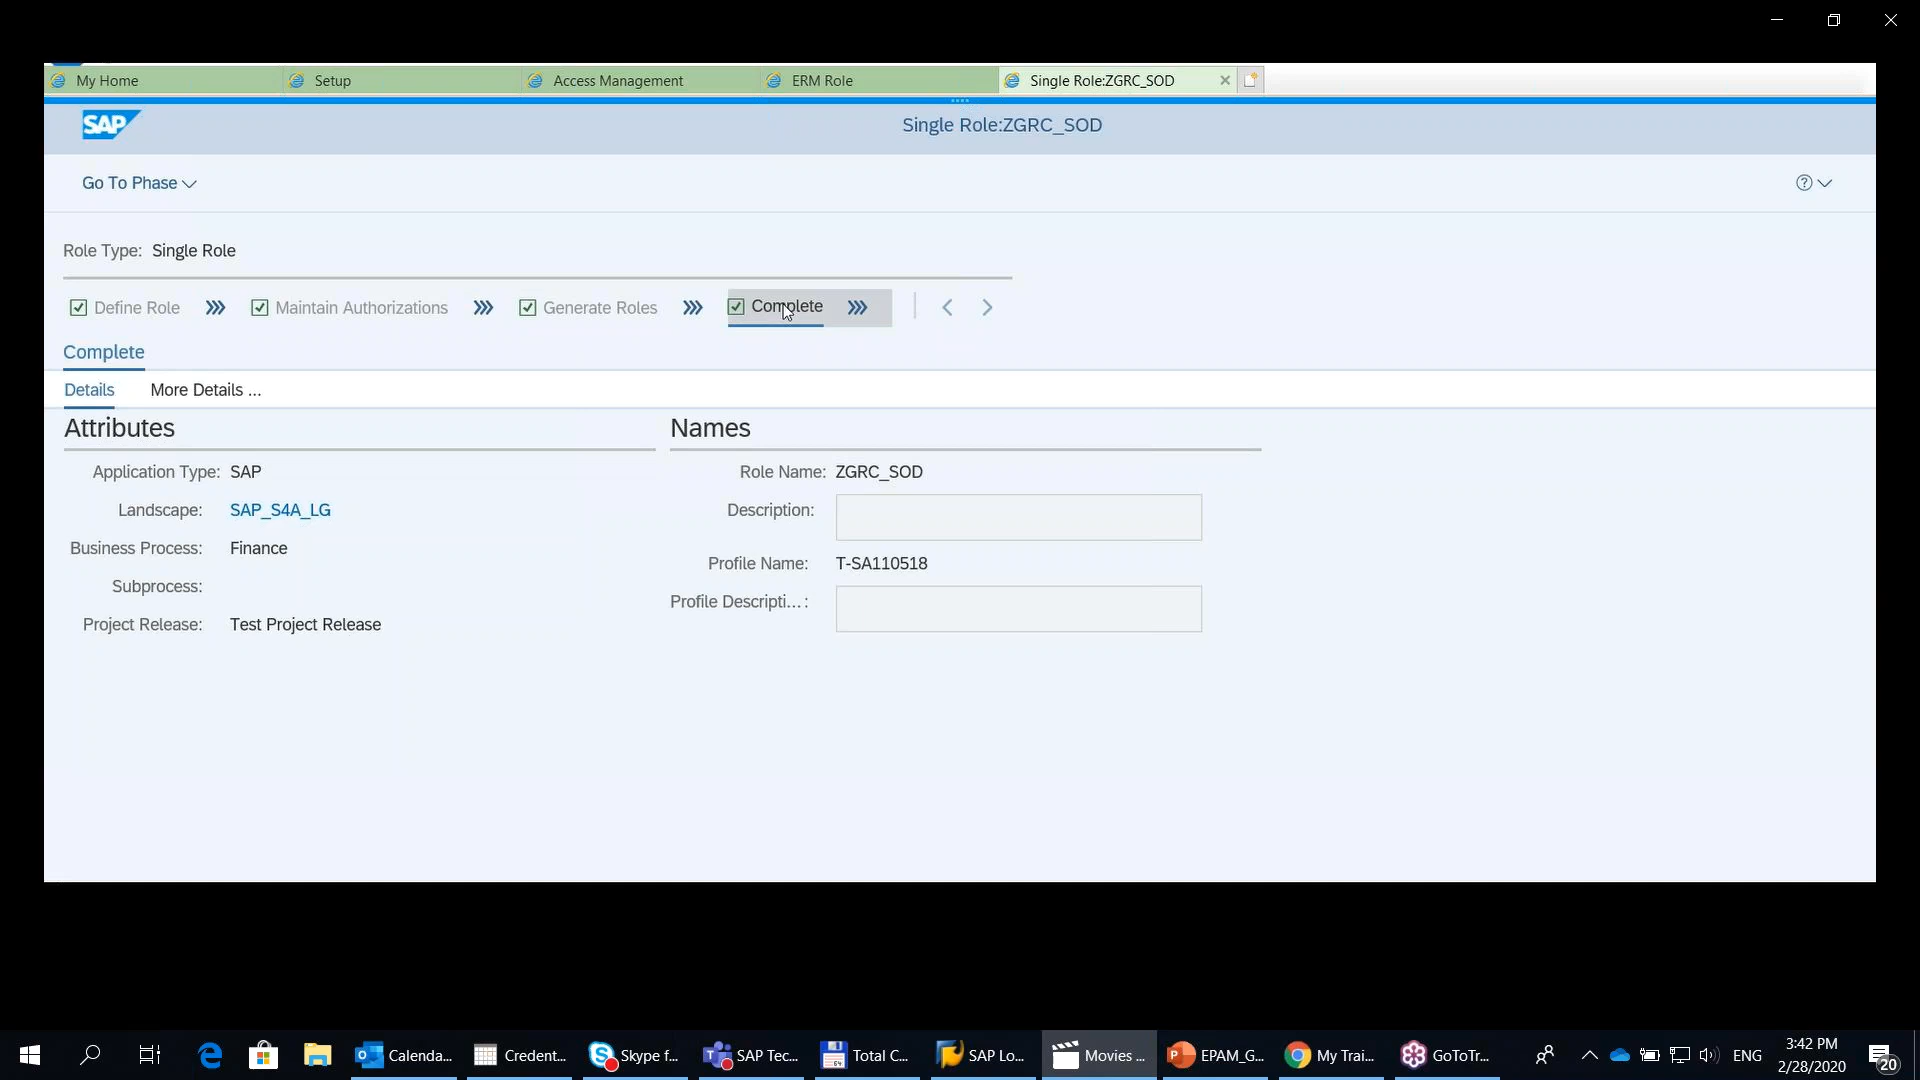 My Home
Setup
Access Management
ERM Role
Single Role:ZGRC_SOD
SAP
Single Role:ZGRC_SOD
Go To Phase
Role Type: Single Role
Define Role
Maintain Authorizations
Generate Roles
Complete
Complete
Details
More Details ...
Attributes
Application Type: SAP
Landscape: SAP_S4A_LG
Business Process: Finance
Subprocess:
Project Release: Test Project Release
Names
Role Name: ZGRC_SOD
Description:
Profile Name: T-SA110518
Profile Descripti...:
Calenda...
Credent...
Skype f...
SAP Tec...
Total C...
SAP Lo...
Movies ...
EPAM_G...
My Trai...
GoToTr...
ENG
3:42 PM
2/28/2020
20